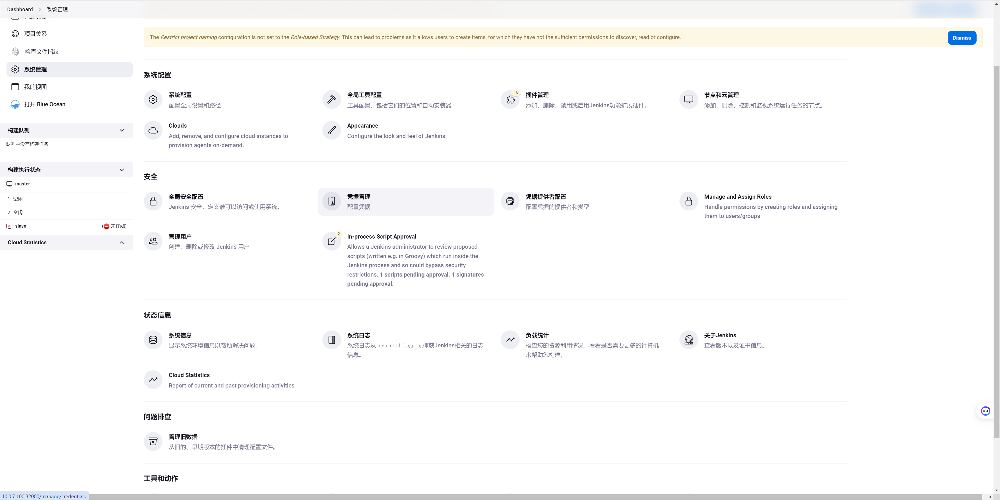 Dashboard
系统管理
项目关系
检查文件指纹
系统管理
我的视图
打开 Blue Ocean
构建队列
队列中没有构建任务
构建执行状态
master
1 空闲
2 空闲
slave
(未在线)
Cloud Statistics
The Restrict project naming configuration is not set to the Role-based Strategy. This can lead to problems as it allows users to create items, for which they have not the sufficient permissions to discover, read or configure.
Dismiss
系统配置
系统配置
配置全局设置和路径
全局工具配置
工具配置，包括它们的位置和自动安装器
18
插件管理
添加、删除、禁用或启用Jenkins功能扩展插件。
节点和云管理
添加、删除、控制和监视系统运行任务的节点。
Clouds
Add, remove, and configure cloud instances to
provision agents on-demand.
Appearance
Configure the look and feel of Jenkins
安全
全局安全配置
Jenkins 安全，定义谁可以访问或使用系统。
凭据管理
配置凭据
凭据提供者配置
配置凭据的提供者和类型
Manage and Assign Roles
Handle permissions by creating roles and assigning
them to users/groups
管理用户
创建、删除或修改 Jenkins 用户
2
In-process Script Approval
Allows a Jenkins administrator to review proposed
scripts (written e.g. in Groovy) which run inside the
Jenkins process and so could bypass security
restrictions. 1 scripts pending approval. 1 signatures
pending approval.
状态信息
系统信息
显示系统环境信息以帮助解决问题。
系统日志
系统日志从java.util.logging捕获Jenkins相关的日志
信息。
负载统计
检查您的资源利用情况，看看是否需要更多的计算机
来帮助您构建。
关于Jenkins
查看版本以及证书信息。
Cloud Statistics
Report of current and past provisioning activities
问题排查
管理旧数据
从旧的、早期版本的插件中清理配置文件。
工具和动作
10.0.7.100:32000/manage/credentials